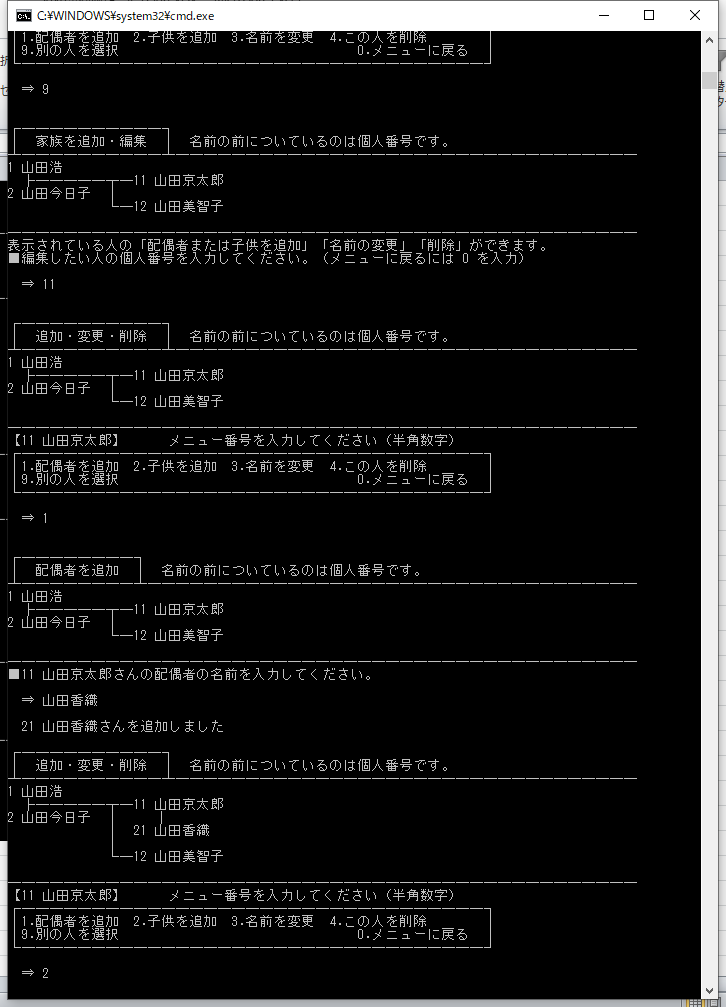 C:¥WINDOWS¥system32¥cmd.exe
1.配偶者を追加 2.子供を追加 3.名前を変更 4.この人を削除
9.別の人を選択 0.メニューに戻る
⇒ 9
家族を追加・編集 名前の前についているのは個人番号です。
1 山田浩
11 山田京太郎
2 山田今日子
12 山田美智子
表示されている人の「配偶者または子供を追加」「名前の変更」「削除」ができます。
■編集したい人の個人番号を入力してください。（メニューに戻るには 0 を入力）
⇒ 11
追加・変更・削除 名前の前についているのは個人番号です。
1 山田浩
11 山田京太郎
2 山田今日子
12 山田美智子
【11 山田京太郎】 メニュー番号を入力してください（半角数字）
1.配偶者を追加 2.子供を追加 3.名前を変更 4.この人を削除
9.別の人を選択 0.メニューに戻る
⇒ 1
配偶者を追加 名前の前についているのは個人番号です。
1 山田浩
11 山田京太郎
2 山田今日子
12 山田美智子
■11 山田京太郎さんの配偶者の名前を入力してください。
⇒ 山田香織
21 山田香織さんを追加しました
追加・変更・削除 名前の前についているのは個人番号です。
1 山田浩
11 山田京太郎
2 山田今日子
21 山田香織
12 山田美智子
【11 山田京太郎】 メニュー番号を入力してください（半角数字）
1.配偶者を追加 2.子供を追加 3.名前を変更 4.この人を削除
9.別の人を選択 0.メニューに戻る
⇒ 2